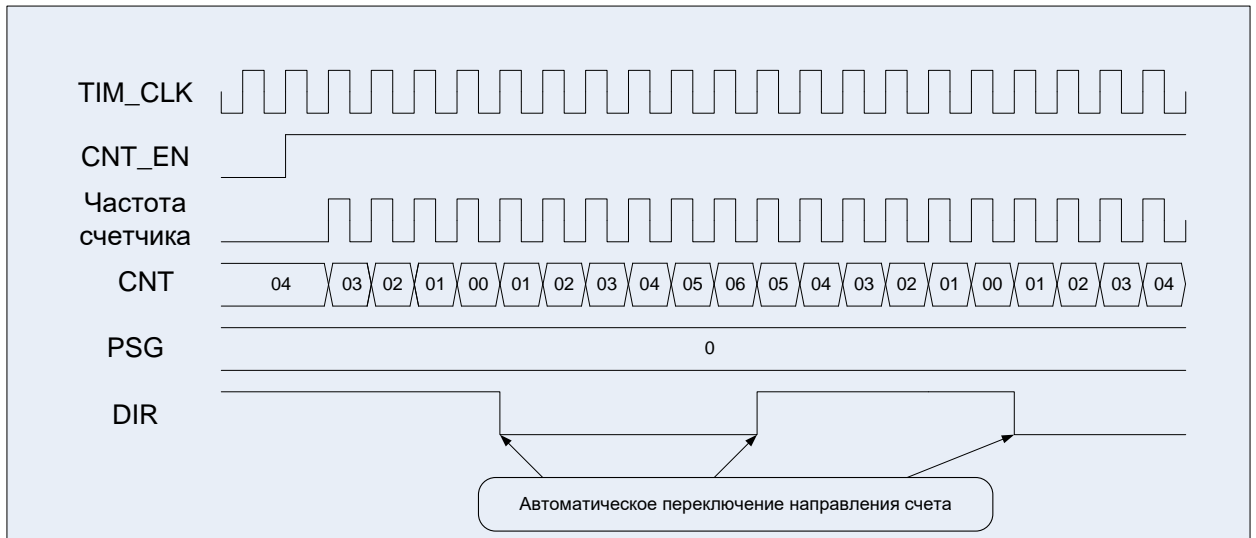 TIM_CLK
CNT_EN
Частота
счетчика
CNT 04 03 02 01 00 01 02 03 04 05 06 05 04 03 02 01 00 01 02 03 04
PSG 0
DIR
Автоматическое переключение направления счета